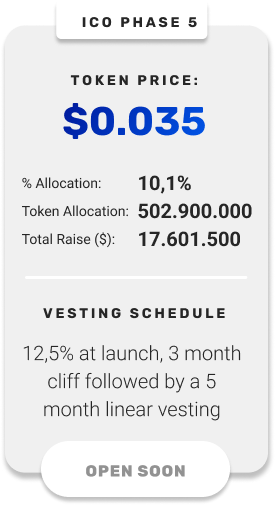 ICO PHASE 5
TOKEN PRICE:
$0.035
% Allocation: 10,1%
Token Allocation: 502.900.000
Total Raise ($): 17.601.500
VESTING SCHEDULE
12,5% at launch, 3 month
cliff followed by a 5
month linear vesting
OPEN SOON